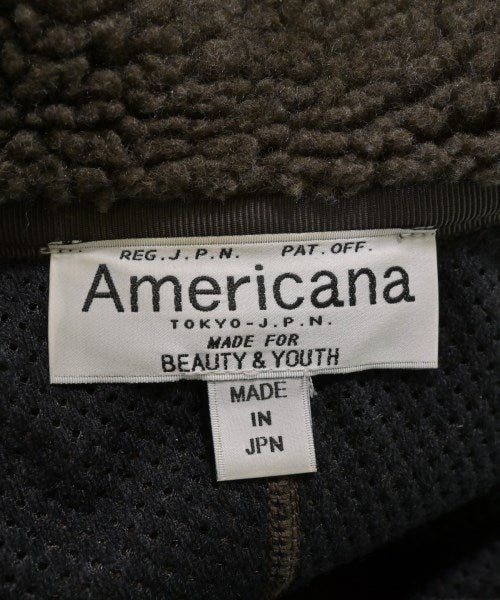 REG.J.P.N. PAT.OFF.
Americana
TOKYO-J.P.N.
MADE FOR
BEAUTY & YOUTH
MADE
IN
JPN